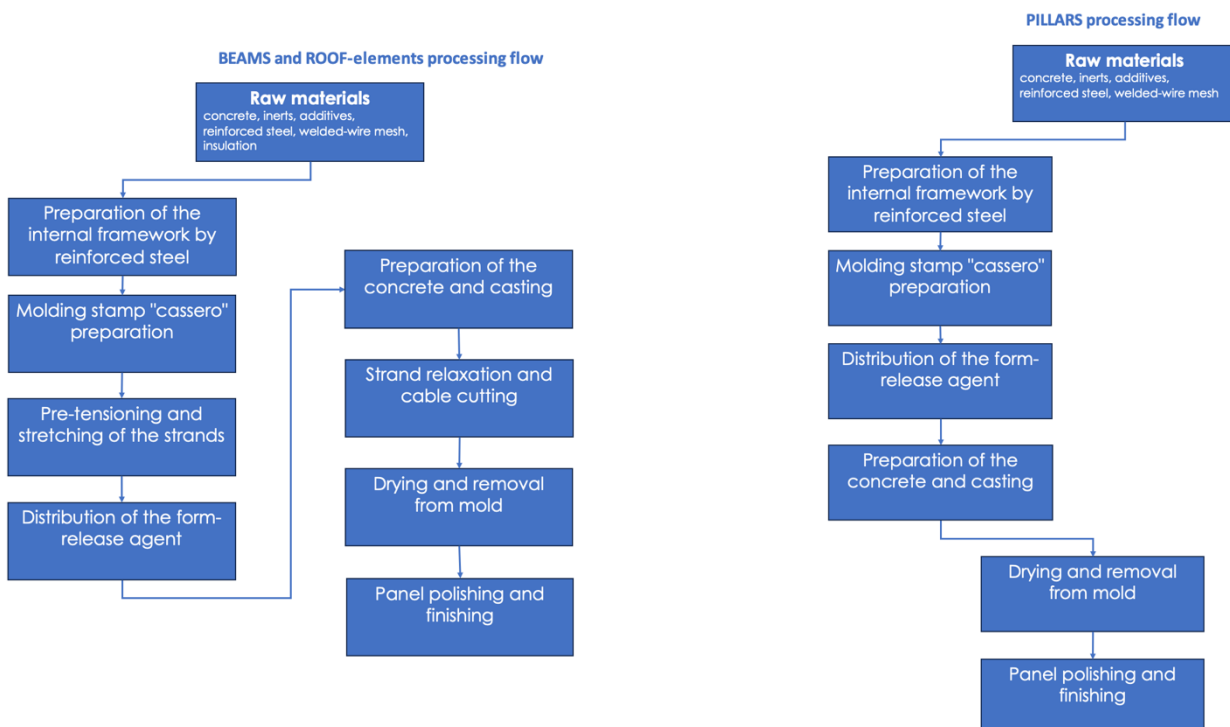 BEAMS and ROOF-elements processing flow
Raw materials
concrete, inerts, additives,
reinforced steel, welded-wire mesh,
insulation
Preparation of the
internal framework by
reinforced steel
Molding stamp "cassero"
preparation
Pre-tensioning and
stretching of the strands
Distribution of the form-
release agent
Preparation of the
concrete and casting
Strand relaxation and
cable cutting
Drying and removal
from mold
Panel polishing and
finishing
PILLARS processing flow
Raw materials
concrete, inerts, additives,
reinforced steel, welded-wire mesh
Preparation of the
internal framework by
reinforced steel
Molding stamp "cassero"
preparation
Distribution of the form-
release agent
Preparation of the
concrete and casting
Drying and removal
from mold
Panel polishing and
finishing